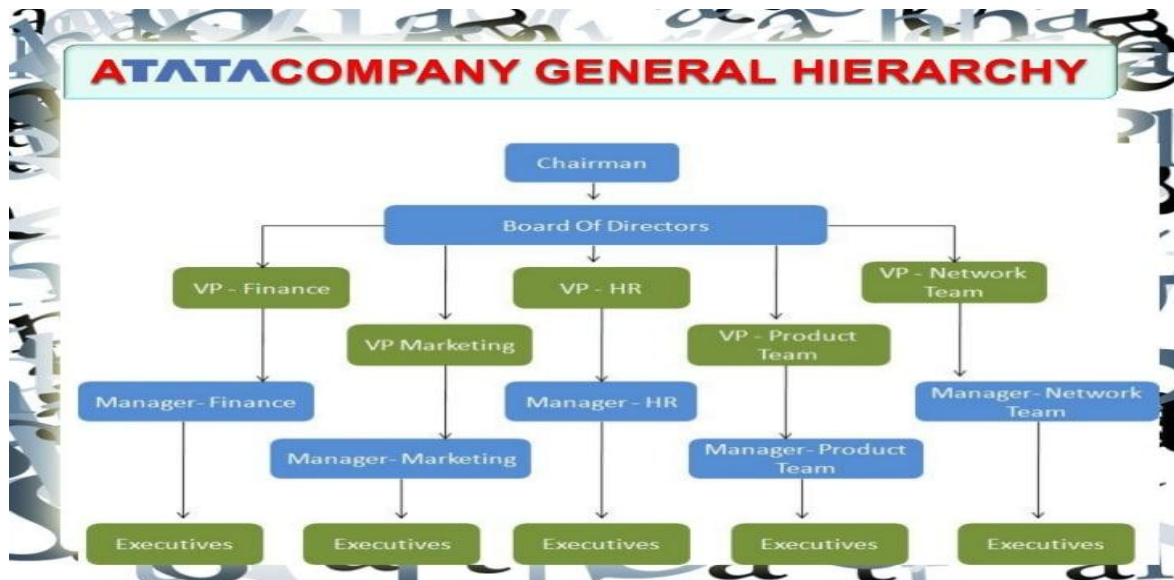 ATATACOMPANY GENERAL HIERARCHY
Chairman
Board Of Directors
VP - Finance
VP - HR
VP - Network
Team
VP Marketing
VP - Product
Team
Manager- Finance
Manager - HR
Manager- Network
Team
Manager- Marketing
Manager- Product
Team
Executives
Executives
Executives
Executives
Executives